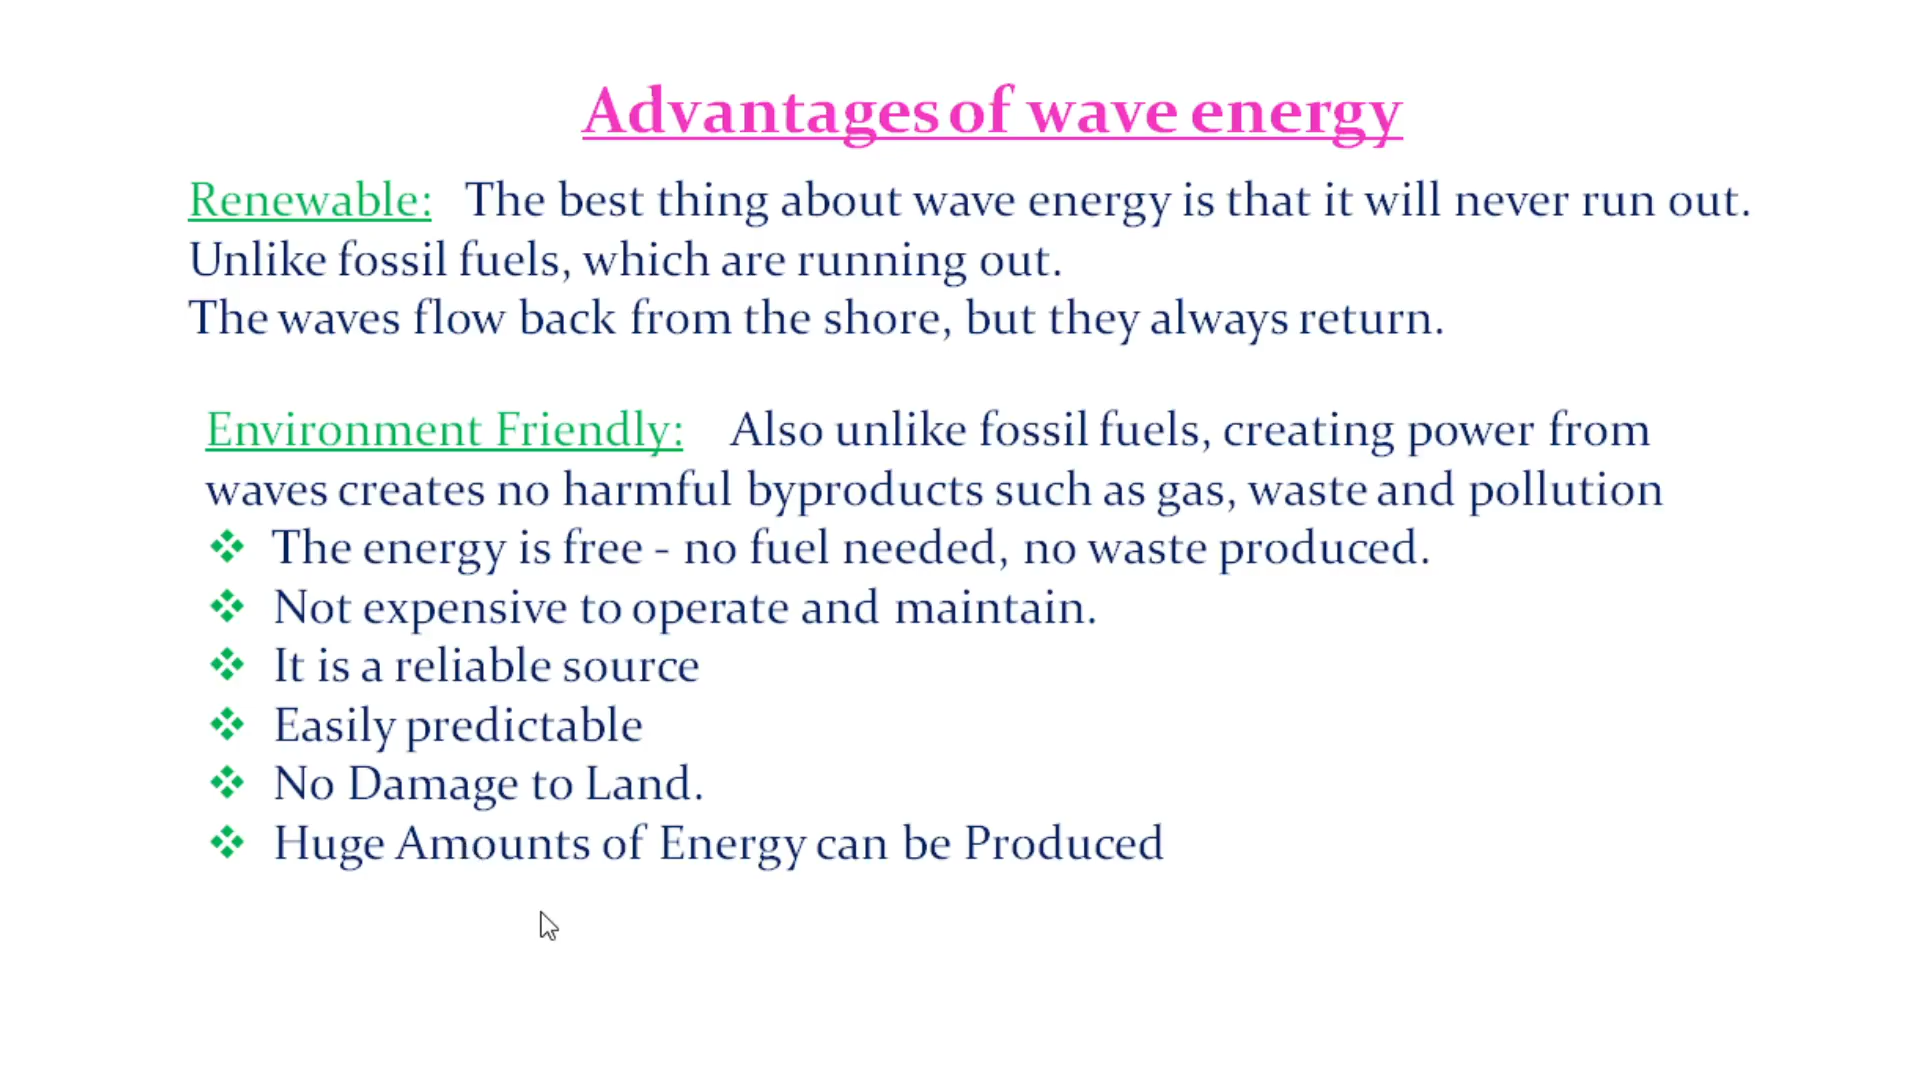 Advantages of wave energy
Renewable: The best thing about wave energy is that it will never run out.
Unlike fossil fuels, which are running out.
The waves flow back from the shore, but they always return.
Environment Friendly: Also unlike fossil fuels, creating power from
waves creates no harmful byproducts such as gas, waste and pollution
❖ The energy is free - no fuel needed, no waste produced.
❖ Not expensive to operate and maintain.
❖ It is a reliable source
❖ Easily predictable
❖ No Damage to Land.
❖ Huge Amounts of Energy can be Produced